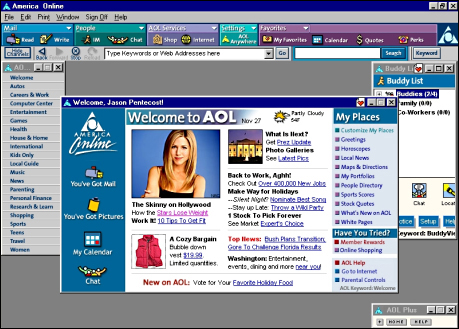 America Online
File Edit Print Window Sign Off Help
Mail People AOL Services Settings Favorites
Read Write IM Chat Shop Internet AOL Anywhere My Favorites Calendar Quotes Perks
Type Keywords or Web Addresses here Go Search Keyword
Welcome
Autos
Careers & Work
Computer Center
Entertainment
Games
Health
House & Home
International
Kids Only
Local Guide
Music
News
Parenting
Personal Finance
Research & Learn
Shopping
Sports
Teens
Travel
Women
Welcome, Jason Pentecost!
AMERICA
Online
You've Got Mail
You've Got Pictures
My Calendar
Chat
Welcome to AOL Nov 27
Partly Cloudy
54F
The Skinny on Hollywood
How the Stars Lose Weight
Work It! 10 Tips to Get Fit
What Is Next?
Get Prez Update
Photo Galleries
See Latest Pics
Back to Work, Aghh!
Check Out Over 400,000 New Jobs
Make Way for Holidays
---Silent Night? Nominate Best Song
---Stay Up Late: Throw a Wiki Party
1 Stock To Pick Forever
See Market Expert's Choice
A Cozy Bargain
Bubble down
vest $19.99.
Limited quantities.
Top News: Bush Plans Transition,
Gore To Challenge Florida Results
Washington: Entertainment,
events, dining and more near you!
New on AOL: Vote for Your Favorite Holiday Food
My Places
Customize My Places
Greetings
Horoscopes
Local News
Maps & Directions
My Portfolios
People Directory
Sports Scores
Stock Quotes
What's New on AOL
White Pages
Have You Tried?
Member Rewards
Online Shopping
AOL Help
Go to Internet
Parental Controls
AOL Keyword: Welcome
Buddy List
Buddy List
Buddies (2/4)
Family (0/0)
Co-Workers (0/0)
Chat Locate
Setup Help
Keyword: BuddyView
AOL Plus
HOME HELP